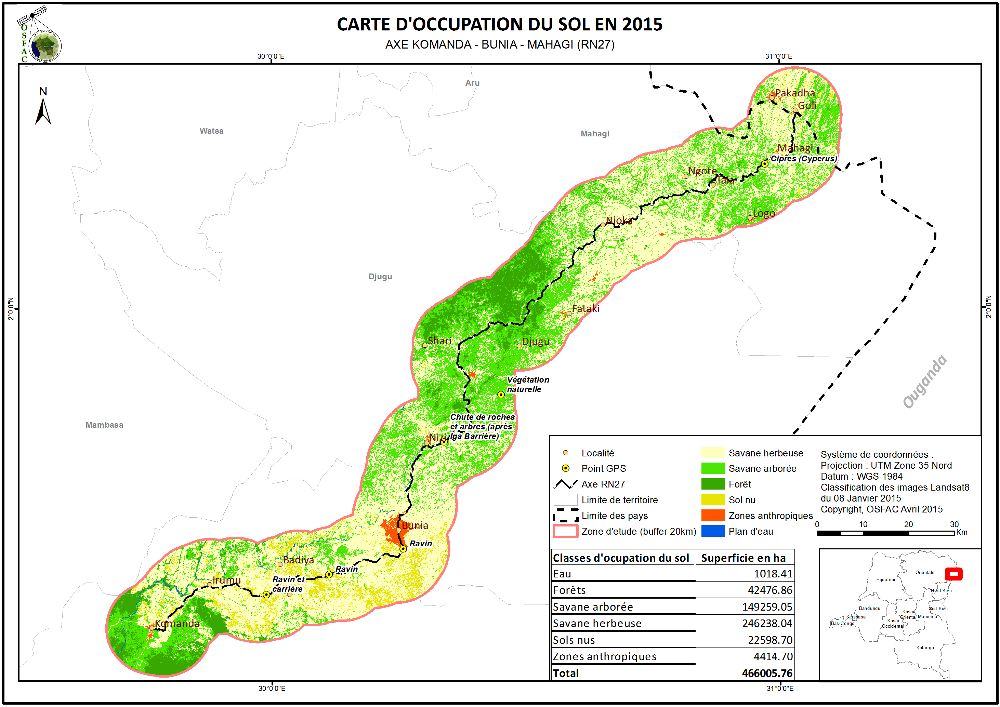 OSFAC
CARTE D'OCCUPATION DU SOL EN 2015
AXE KOMANDA - BUNIA - MAHAGI (RN27)
30°0'0"E
31°0'0"E
N
Aru
Watsa
Mahagi
Djugu
Mambasa
Ouganda
2°0'0"N
2°0'0"N
Pakadha
Goli
Mahagi
Cipres (Cyperus)
Ngote
Tala
Logo
Nioka
Fataki
Shari
Djugu
Végétation
naturelle
Chute de roches
et arbres (après
Iga Barrière)
Nizi
Bunia
Ravin
Badiya
Ravin
Irumu
Ravin et
carrière
Komanda
Localité
Point GPS
Axe RN27
Limite de territoire
Limite des pays
Zone d'etude (buffer 20km)
Savane herbeuse
Savane arborée
Forêt
Sol nu
Zones anthropiques
Plan d'eau
Système de coordonnées :
Projection : UTM Zone 35 Nord
Datum : WGS 1984
Classification des images Landsat8
du 08 Janvier 2015
Copyright, OSFAC Avril 2015
0 10 20 30
Km
Classes d'ocupation du sol Superficie en ha
Eau 1018.41
Forêts 42476.86
Savane arborée 149259.05
Savane herbeuse 246238.04
Sols nus 22598.70
Zones anthropiques 4414.70
Total 466005.76
Orientale
Equateur
Nord-Kivu
Bandundu
Sud-Kivu
Kasai
Oriental
Maniema
Kinshasa
Bas-Congo
Kasai
Occidental
Katanga
30°0'0"E
31°0'0"E